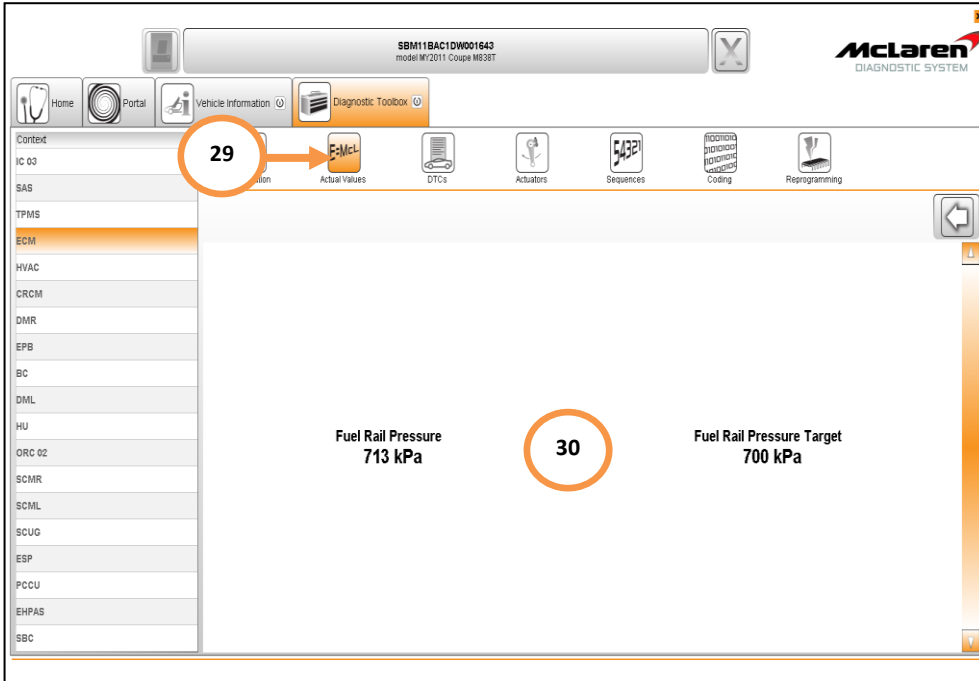 SBM11BAC1DW001643
model MY2011 Coupe M838T
McLaren
DIAGNOSTIC SYSTEM
Home
Portal
Vehicle Information
Diagnostic Toolbox
Context
IC 03
SAS
TPMS
ECM
HVAC
CRCM
DMR
EPB
BC
DML
HU
ORC 02
SCMR
SCML
SCUG
ESP
PCCU
EHPAS
SBC
29
E=McL
Actual Values
DTCs
Actuators
54321
Sequences
Coding
Reprogramming
Fuel Rail Pressure
713 kPa
30
Fuel Rail Pressure Target
700 kPa